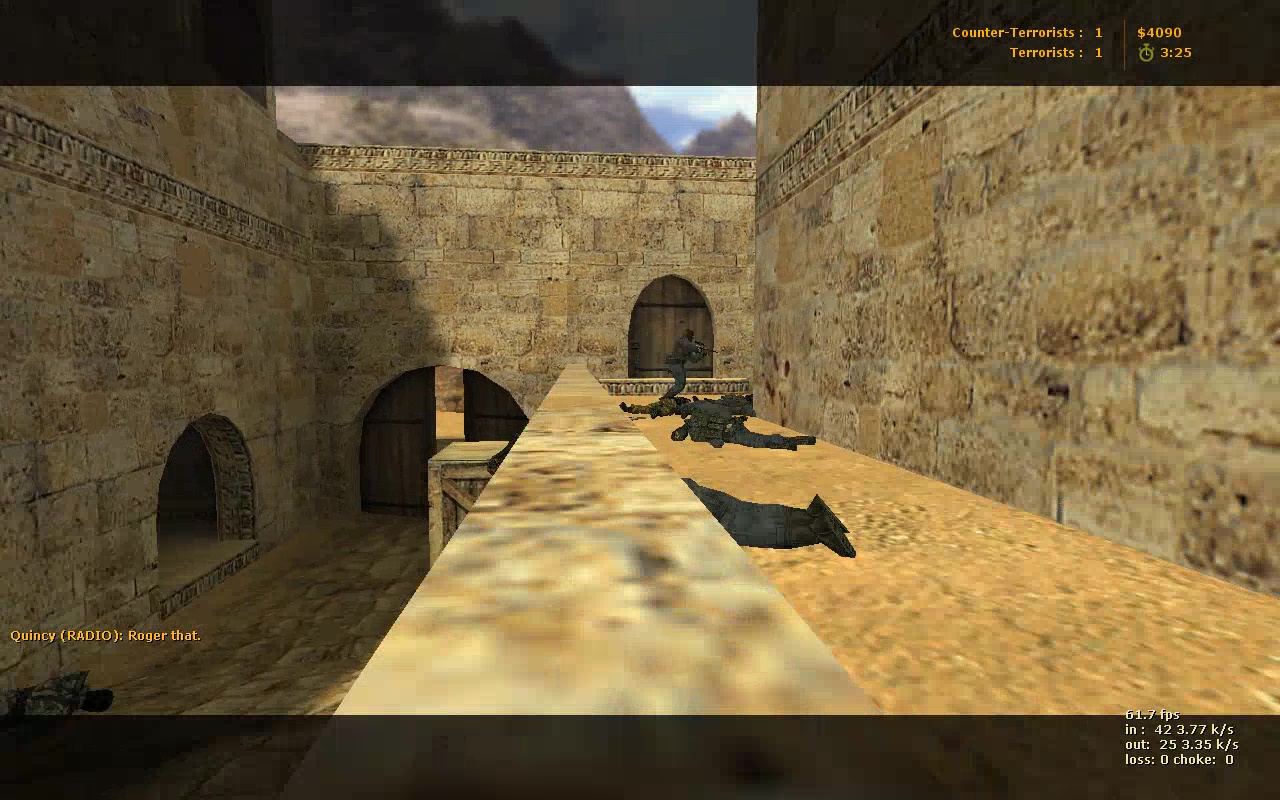 Counter-Terrorists : 1 $4090
Terrorists : 1 3:25
Quincy (RADIO): Roger that.
61.7 fps
in : 42 3.77 k/s
out: 25 3.35 k/s
loss: 0 choke: 0